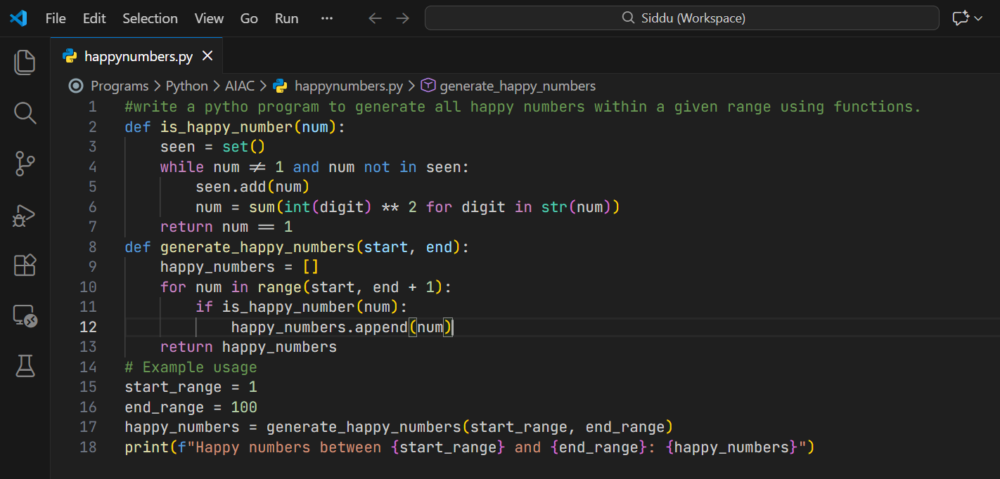 File Edit Selection View Go Run ··· ← → Siddu (Workspace)
happynumbers.py ×
Programs > Python > AIAC > happynumbers.py > generate_happy_numbers
1 #write a pytho program to generate all happy numbers within a given range using functions.
2 def is_happy_number(num):
3     seen = set()
4     while num != 1 and num not in seen:
5         seen.add(num)
6         num = sum(int(digit) ** 2 for digit in str(num))
7     return num == 1
8 def generate_happy_numbers(start, end):
9     happy_numbers = []
10     for num in range(start, end + 1):
11         if is_happy_number(num):
12             happy_numbers.append(num)
13     return happy_numbers
14 # Example usage
15 start_range = 1
16 end_range = 100
17 happy_numbers = generate_happy_numbers(start_range, end_range)
18 print(f"Happy numbers between {start_range} and {end_range}: {happy_numbers}")